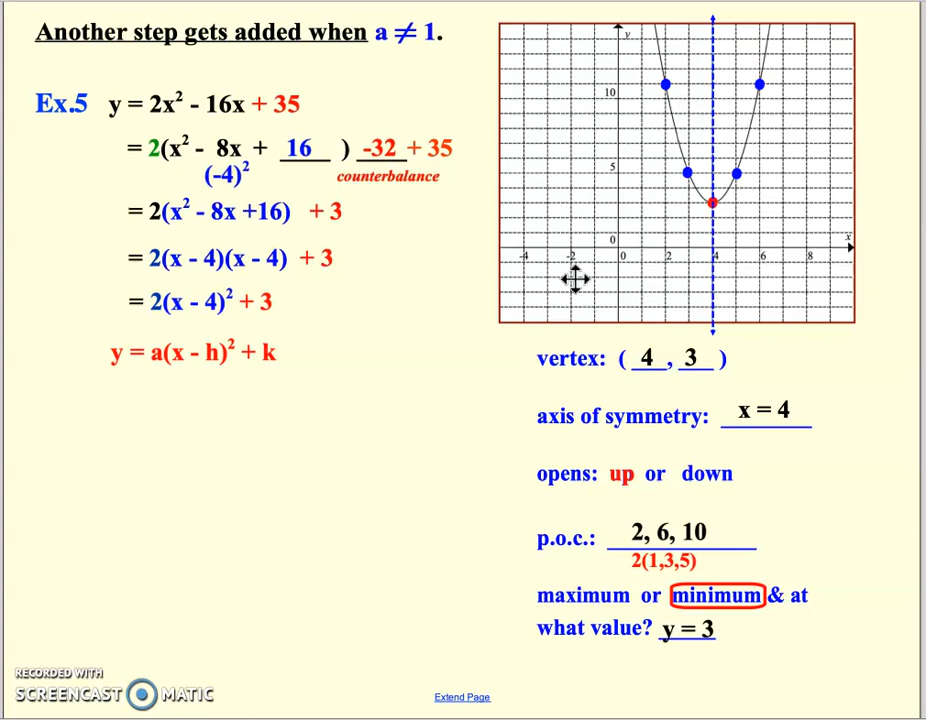 Another step gets added when a ≠ 1.
Ex.5 y = 2x² - 16x + 35
= 2(x² - 8x + 16 ) -32 + 35
(-4)² counterbalance
= 2(x² - 8x +16) + 3
= 2(x - 4)(x - 4) + 3
= 2(x - 4)² + 3
y = a(x - h)² + k
y
10
5
0
x
-4 -2 0 2 4 6 8
vertex: ( 4 , 3 )
axis of symmetry: x = 4
opens: up or down
p.o.c.: 2, 6, 10
2(1,3,5)
maximum or minimum & at
what value? y = 3
RECORDED WITH
SCREENCAST MATIC
Extend Page